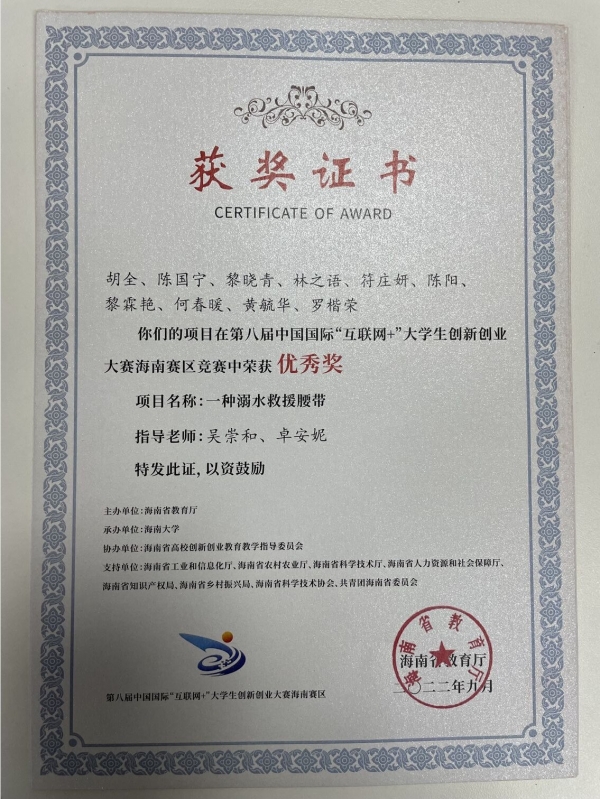 获奖证书
CERTIFICATE OF AWARD
胡全、陈国宁、黎晓青、林之语、符庄妍、陈阳、
黎霖艳、何春暖、黄毓华、罗楷荣
你们的项目在第八届中国国际“互联网+”大学生创新创业
大赛海南赛区竞赛中荣获 优秀奖
项目名称:一种溺水救援腰带
指导老师:吴崇和、卓安妮
特发此证,以资鼓励
主办单位:海南省教育厅
承办单位:海南大学
协办单位:海南省高校创新创业教育教学指导委员会
支持单位:海南省工业和信息化厅、海南省农村农业厅、海南省科学技术厅、海南省人力资源和社会保障厅、
海南省知识产权局、海南省乡村振兴局、海南省科学技术协会、共青团海南省委员会
第八届中国国际“互联网+”大学生创新创业大赛海南赛区
海南省教育厅
海南省教育厅
二〇二二年九月